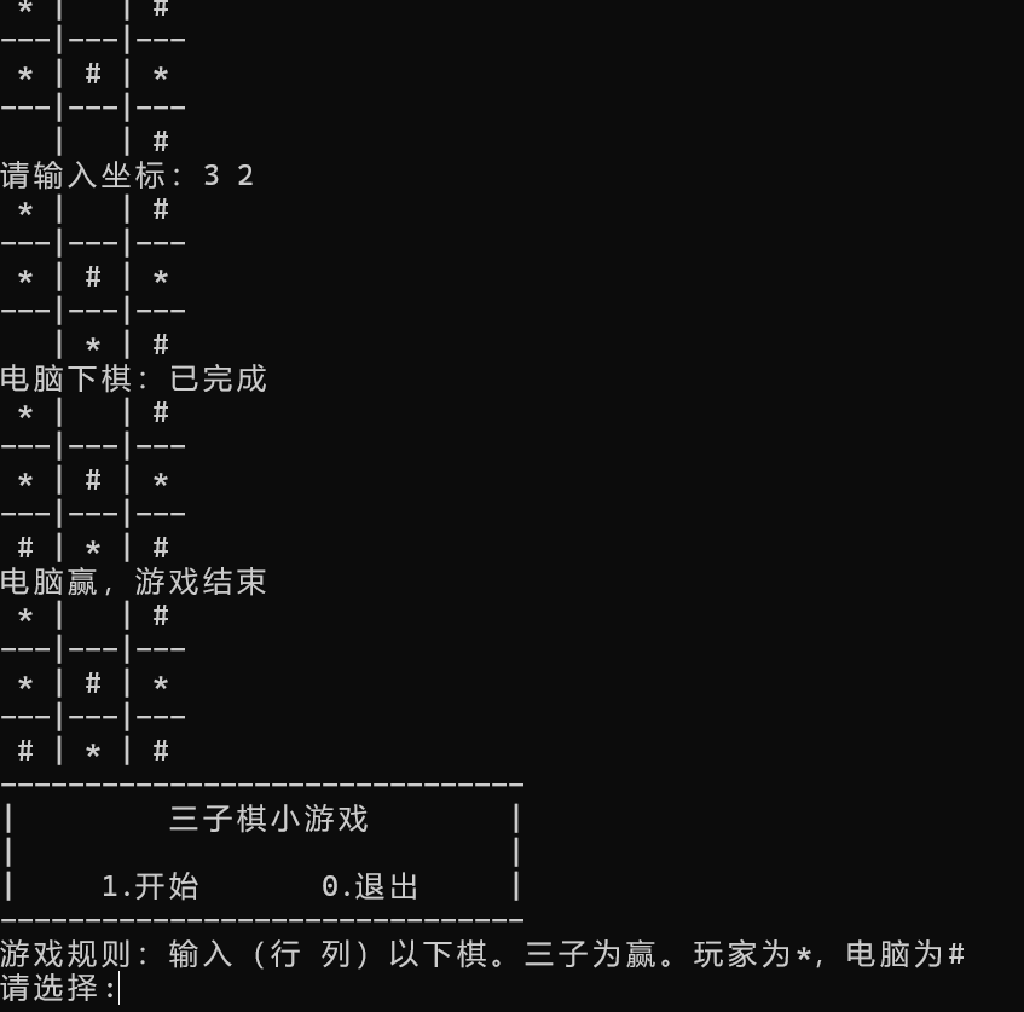 * |   | #
---|---|---
 * | # | *
---|---|---
   |   | #
请输入坐标: 3 2
 * |   | #
---|---|---
 * | # | *
---|---|---
   | * | #
电脑下棋: 已完成
 * |   | #
---|---|---
 * | # | *
---|---|---
 # | * | #
电脑赢, 游戏结束
 * |   | #
---|---|---
 * | # | *
---|---|---
 # | * | #
-------------------------------
|         三子棋小游戏        |
|                             |
|     1.开始       0.退出     |
-------------------------------
游戏规则: 输入 (行 列) 以下棋。三子为赢。玩家为*, 电脑为#
请选择: